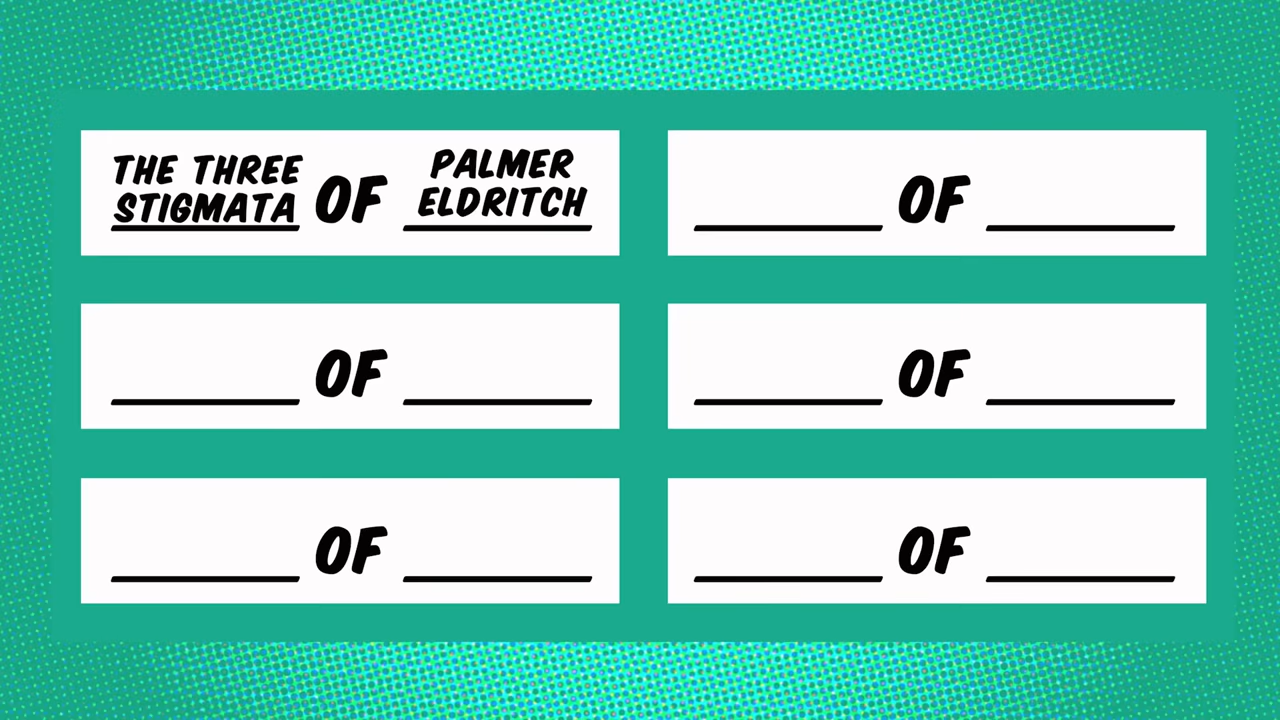 THE THREE
STIGMATA OF PALMER
ELDRITCH
OF
OF
OF
OF
OF